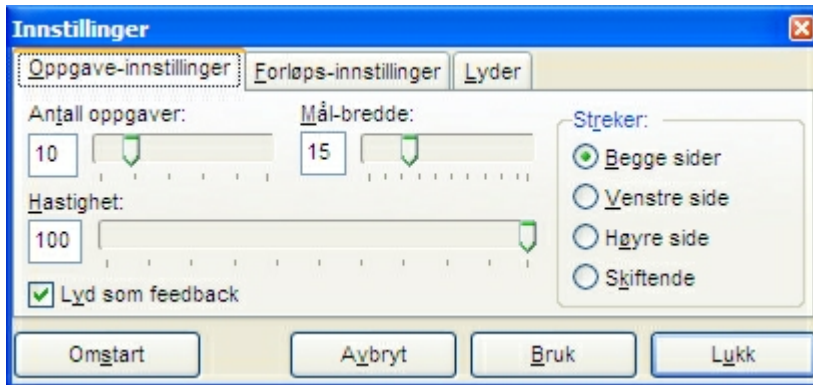 Innstillinger
Oppgave-innstillinger Forløps-innstillinger Lyder
Antall oppgaver: Mål-bredde: Streker:
10 15 Begge sider
Hastighet: Venstre side
100 Høyre side
Lyd som feedback Skiftende
Omstart Avbryt Bruk Lukk